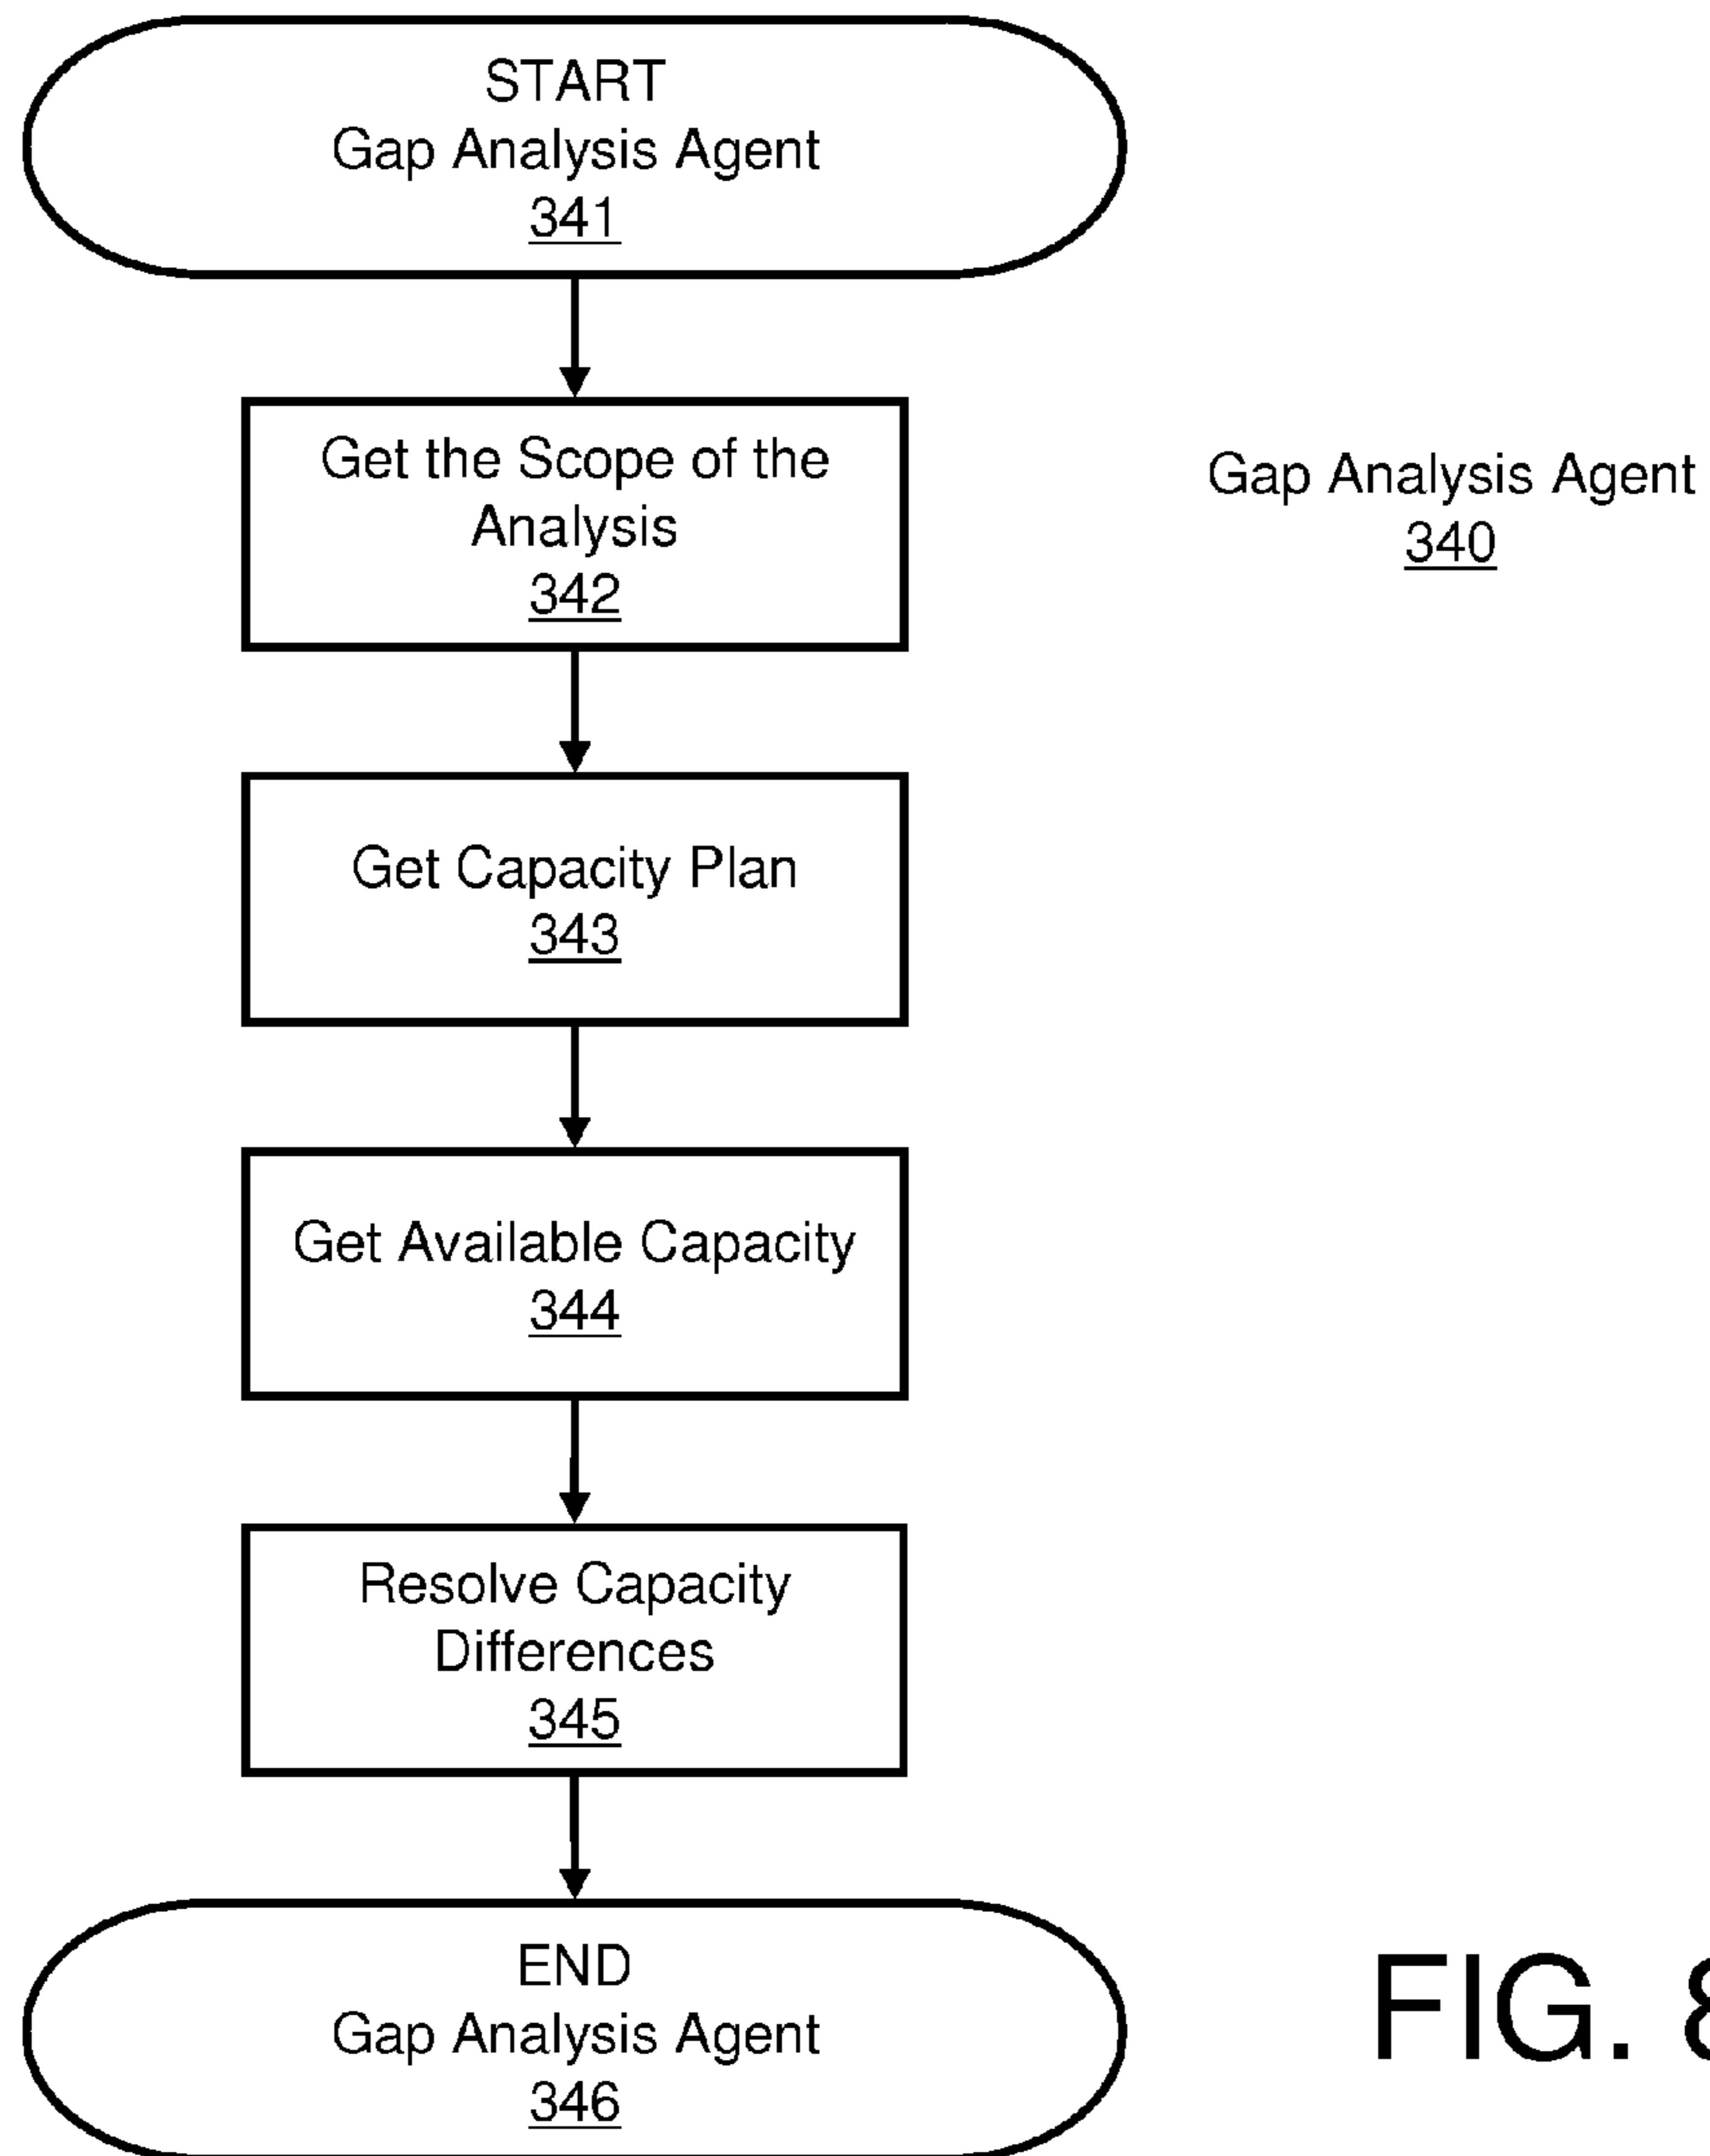 START
Gap Analysis Agent
341
Get the Scope of the
Analysis
342
Gap Analysis Agent
340
Get Capacity Plan
343
Get Available Capacity
344
Resolve Capacity
Differences
345
END
Gap Analysis Agent
346
FIG. 8